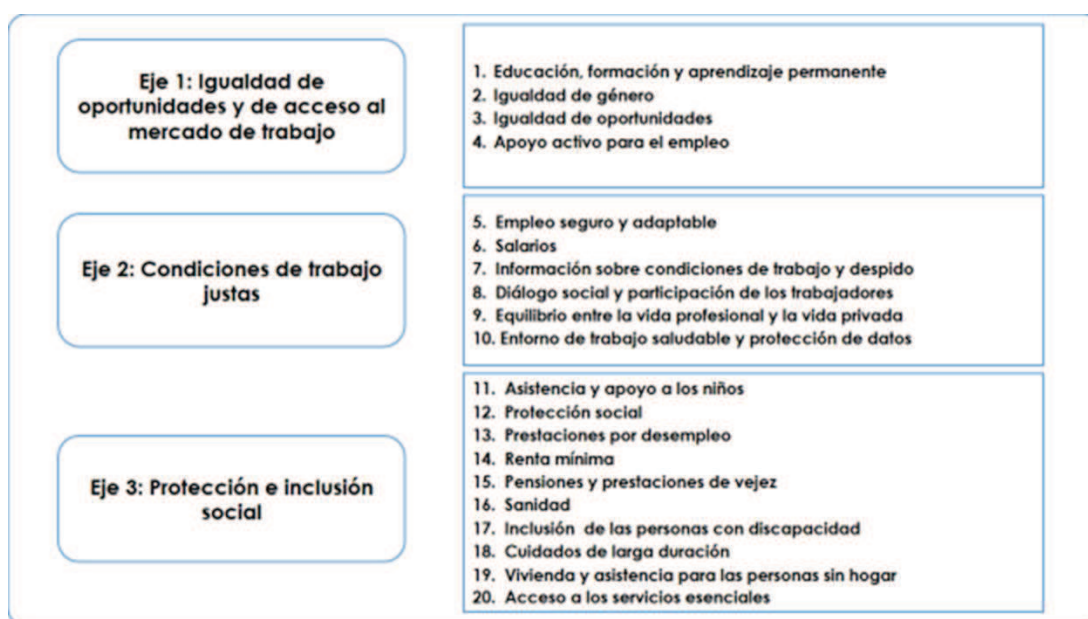 Eje 1: Igualdad de
oportunidades y de acceso al
mercado de trabajo
1. Educación, formación y aprendizaje permanente
2. Igualdad de género
3. Igualdad de oportunidades
4. Apoyo activo para el empleo
Eje 2: Condiciones de trabajo
justas
5. Empleo seguro y adaptable
6. Salarios
7. Información sobre condiciones de trabajo y despido
8. Diálogo social y participación de los trabajadores
9. Equilibrio entre la vida profesional y la vida privada
10. Entorno de trabajo saludable y protección de datos
Eje 3: Protección e inclusión
social
11. Asistencia y apoyo a los niños
12. Protección social
13. Prestaciones por desempleo
14. Renta mínima
15. Pensiones y prestaciones de vejez
16. Sanidad
17. Inclusión de las personas con discapacidad
18. Cuidados de larga duración
19. Vivienda y asistencia para las personas sin hogar
20. Acceso a los servicios esenciales